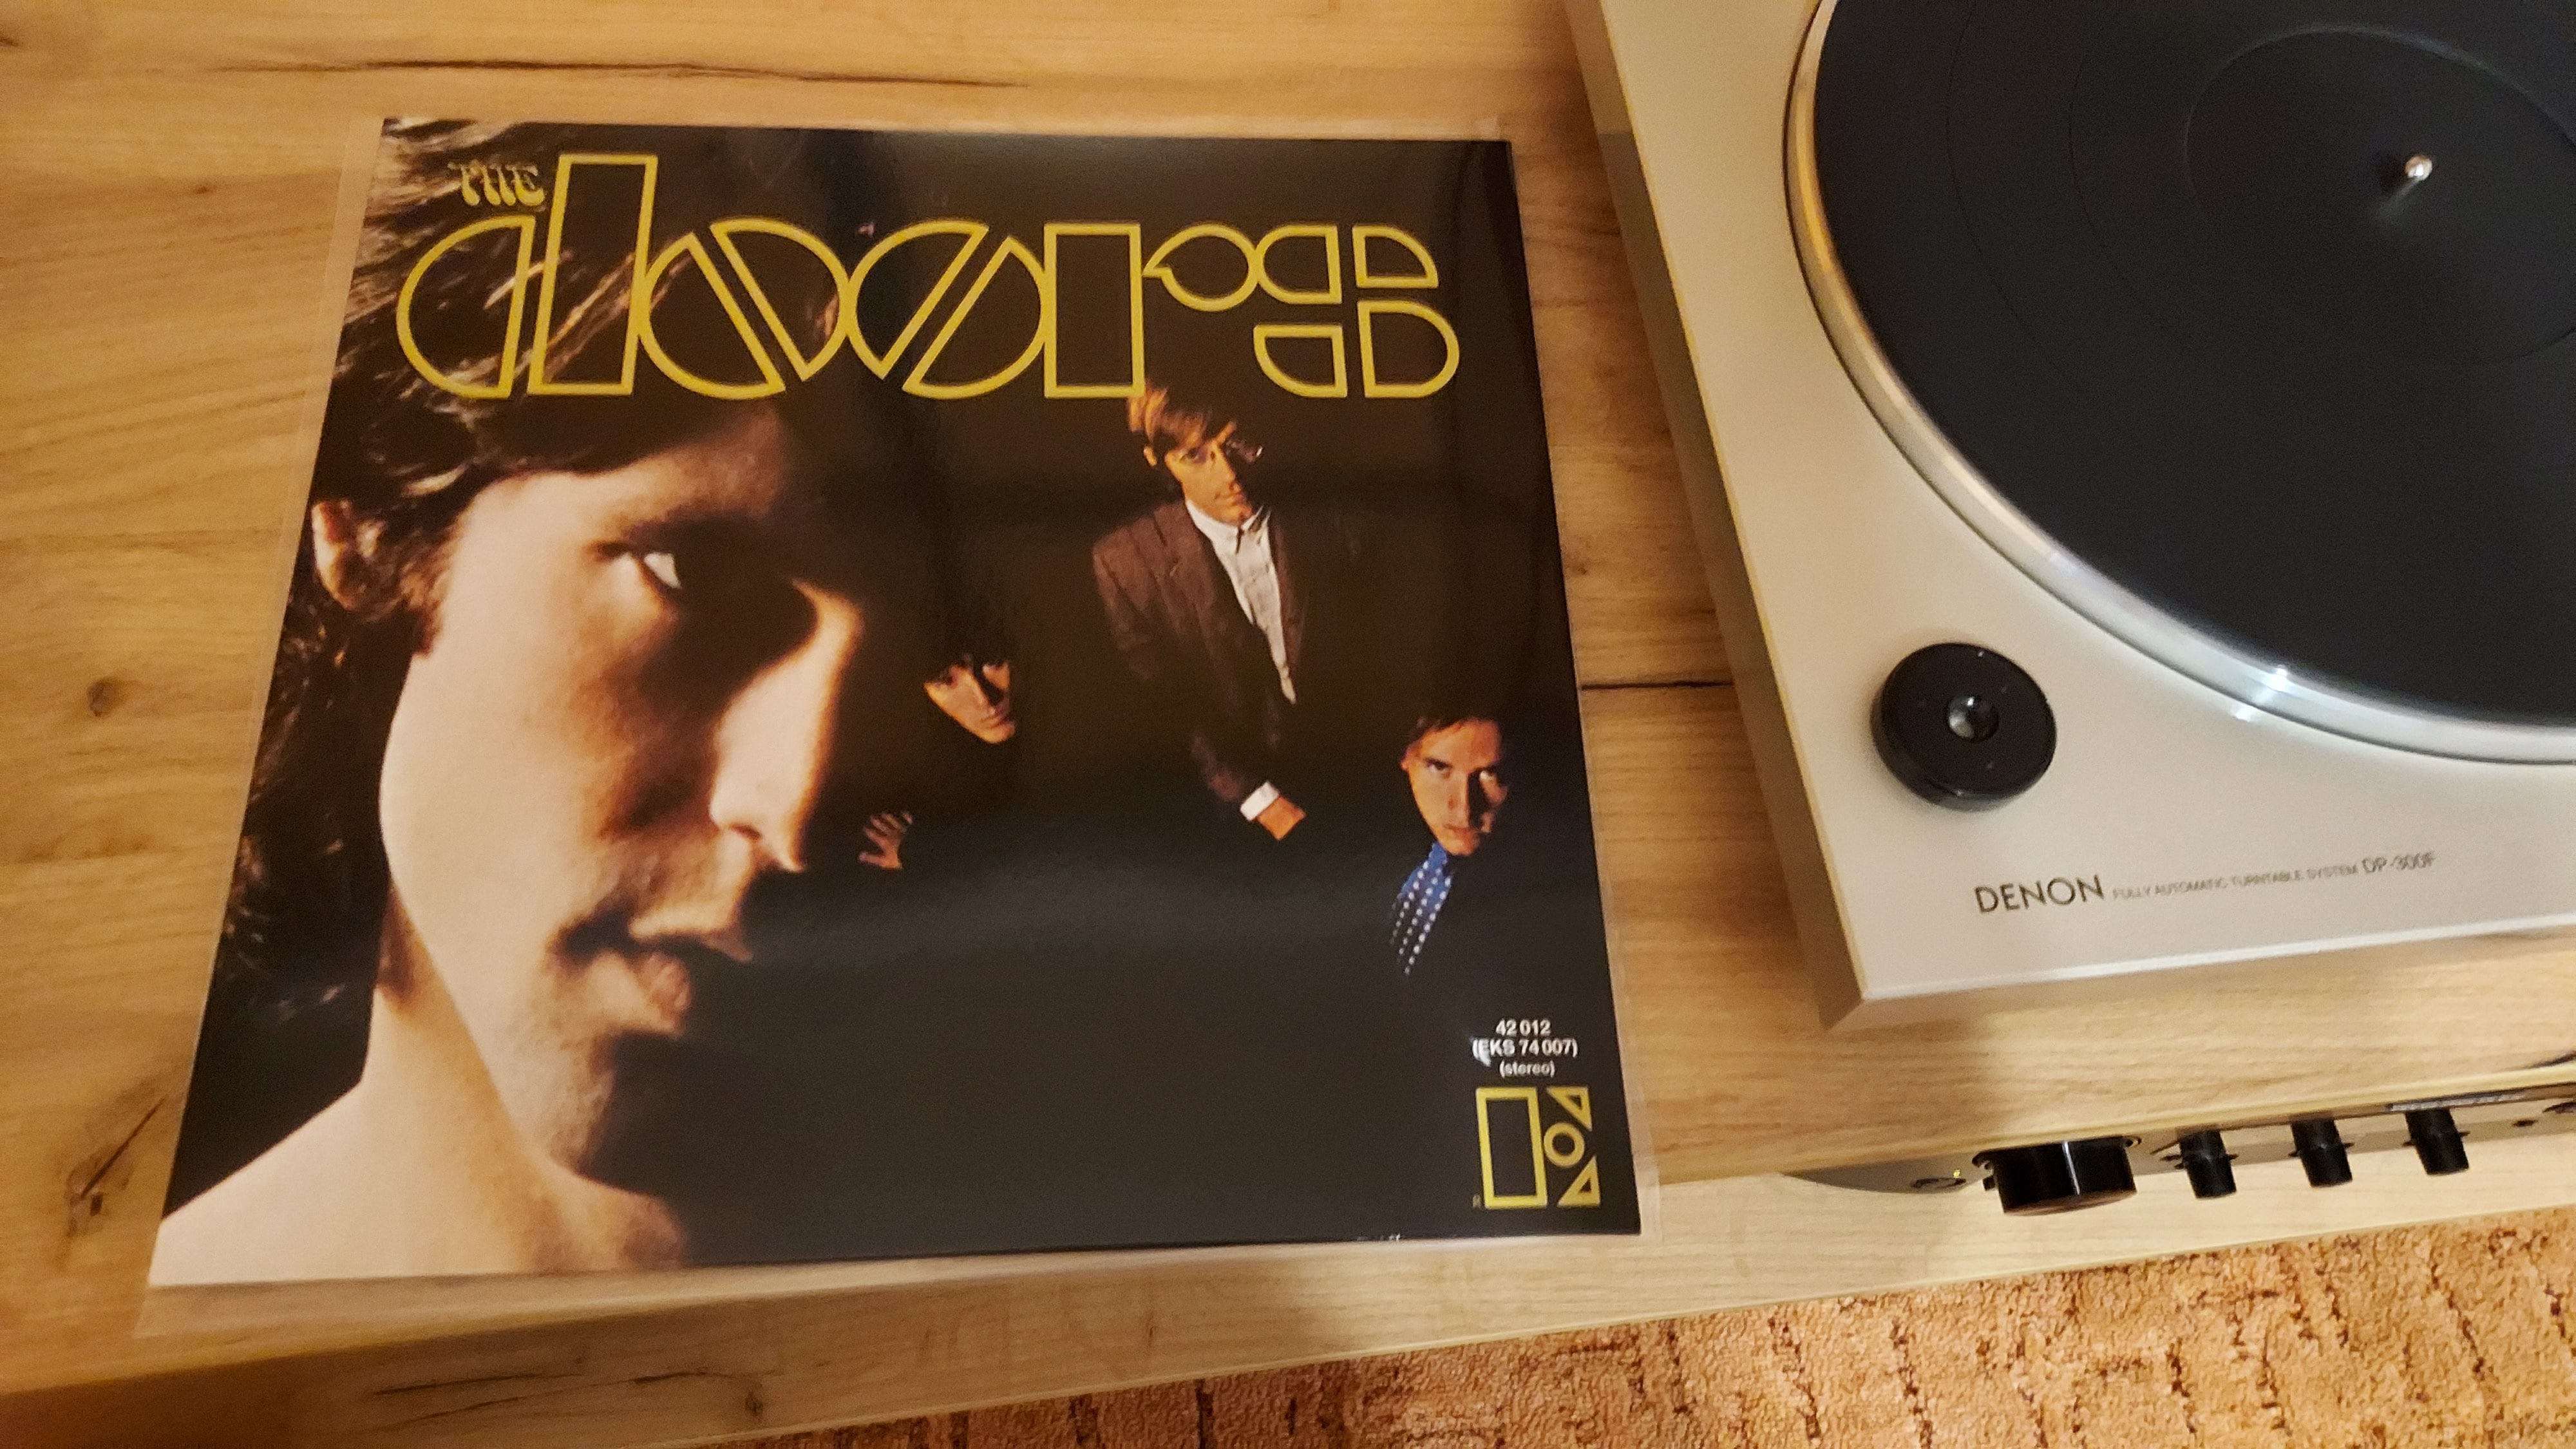 THE
doors
42 012
(EKS 74 007)
(stereo)
R
DENON FULLY AUTOMATIC TURNTABLE SYSTEM DP-300F